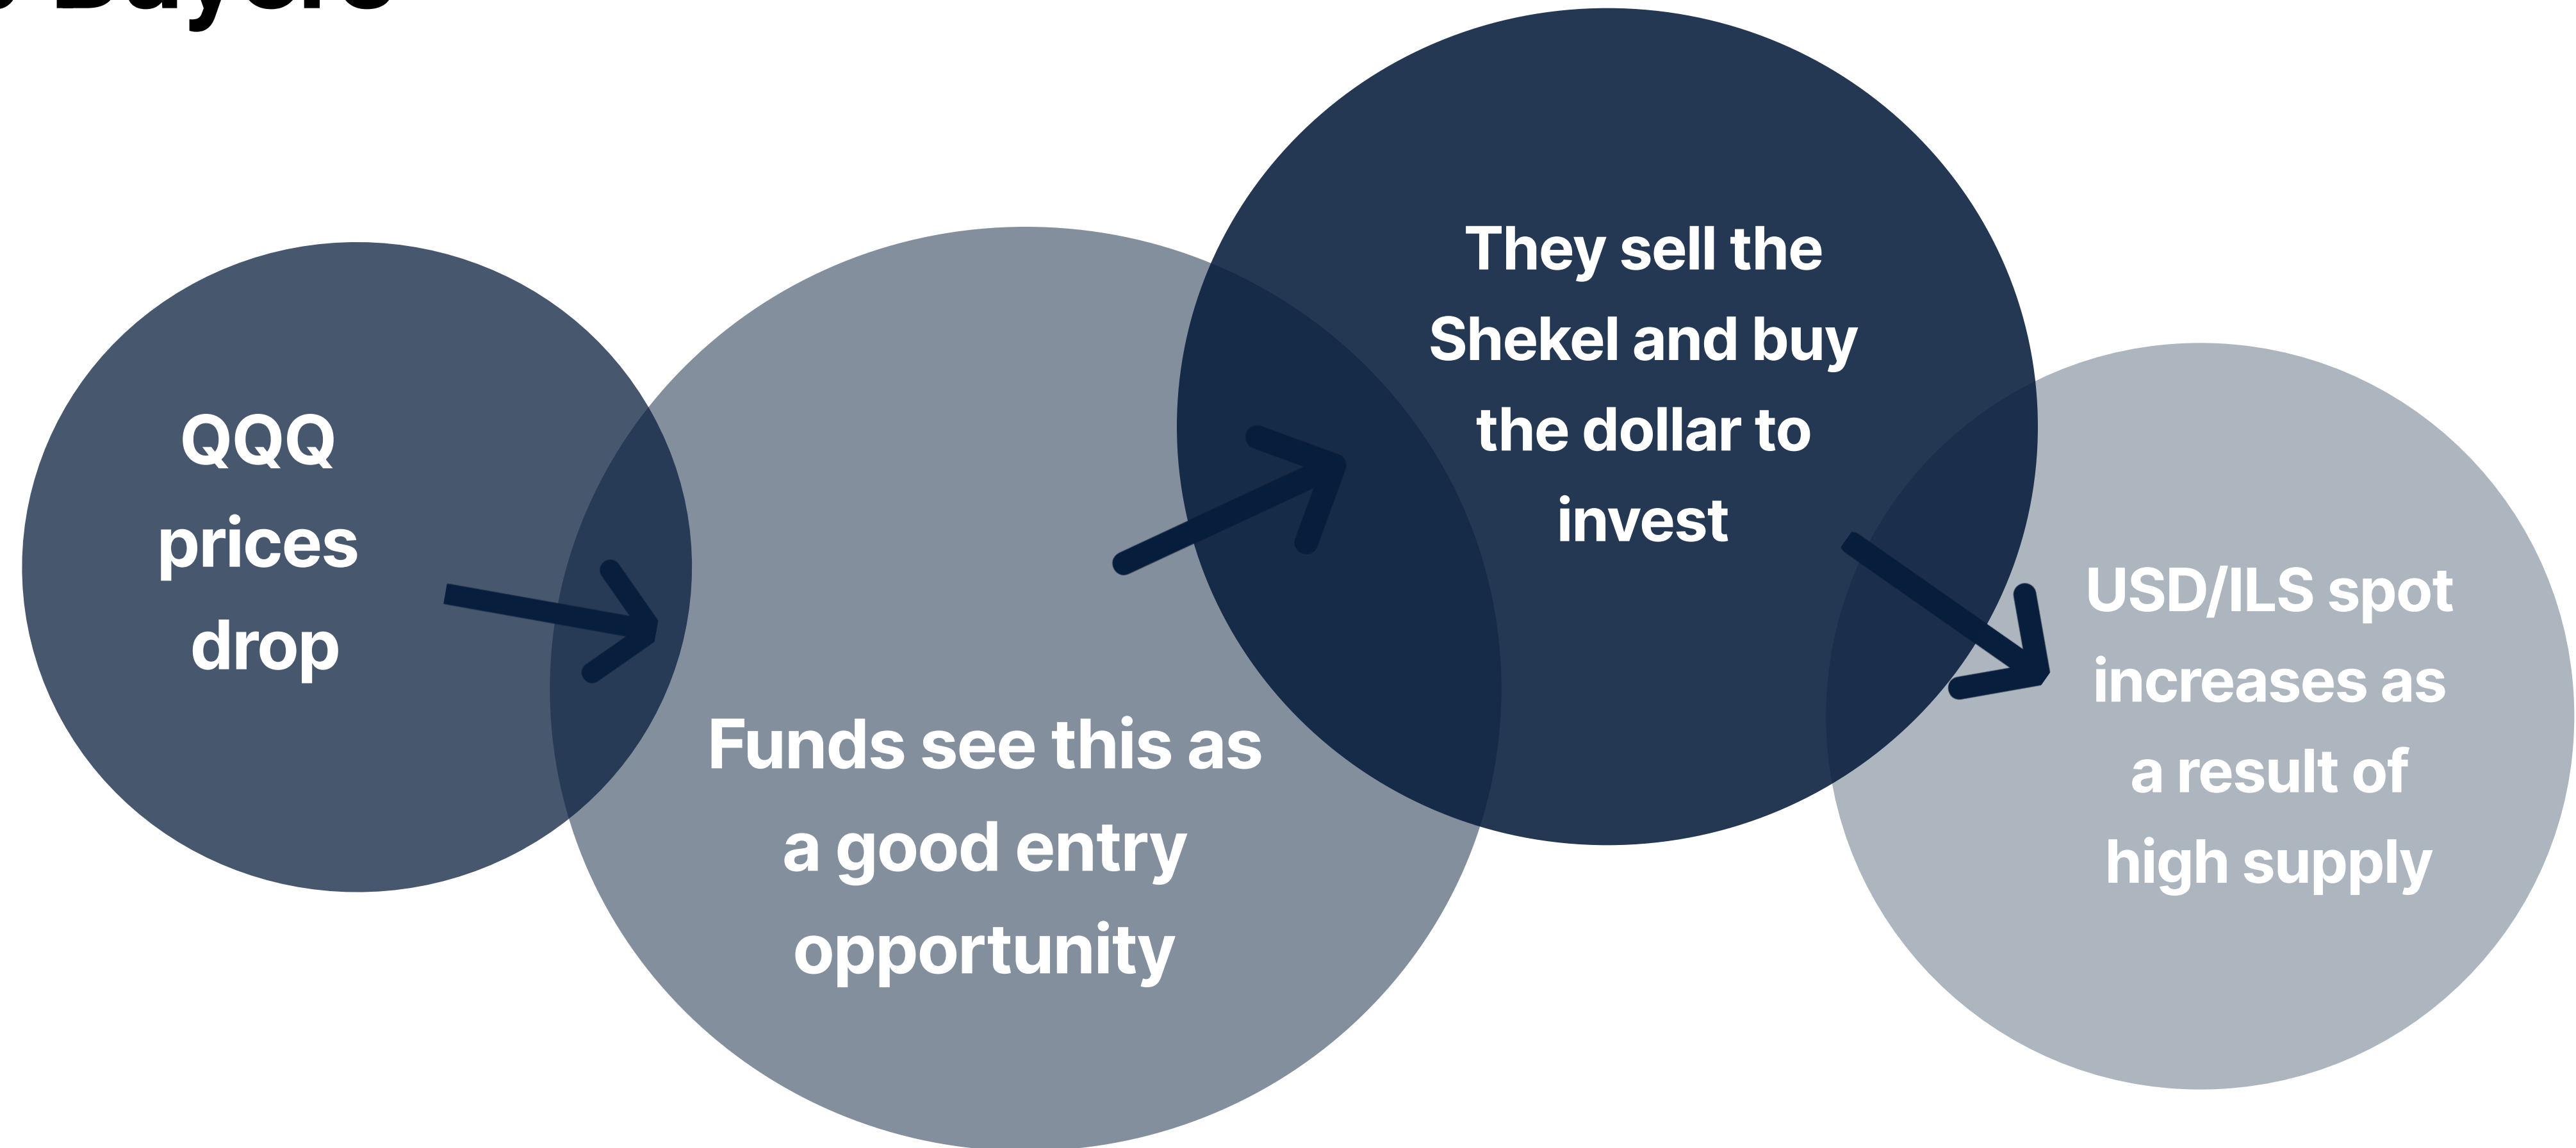 Buyers
QQQ
prices
drop
Funds see this as
a good entry
opportunity
They sell the
Shekel and buy
the dollar to
invest
USD/ILS spot
increases as
a result of
high supply